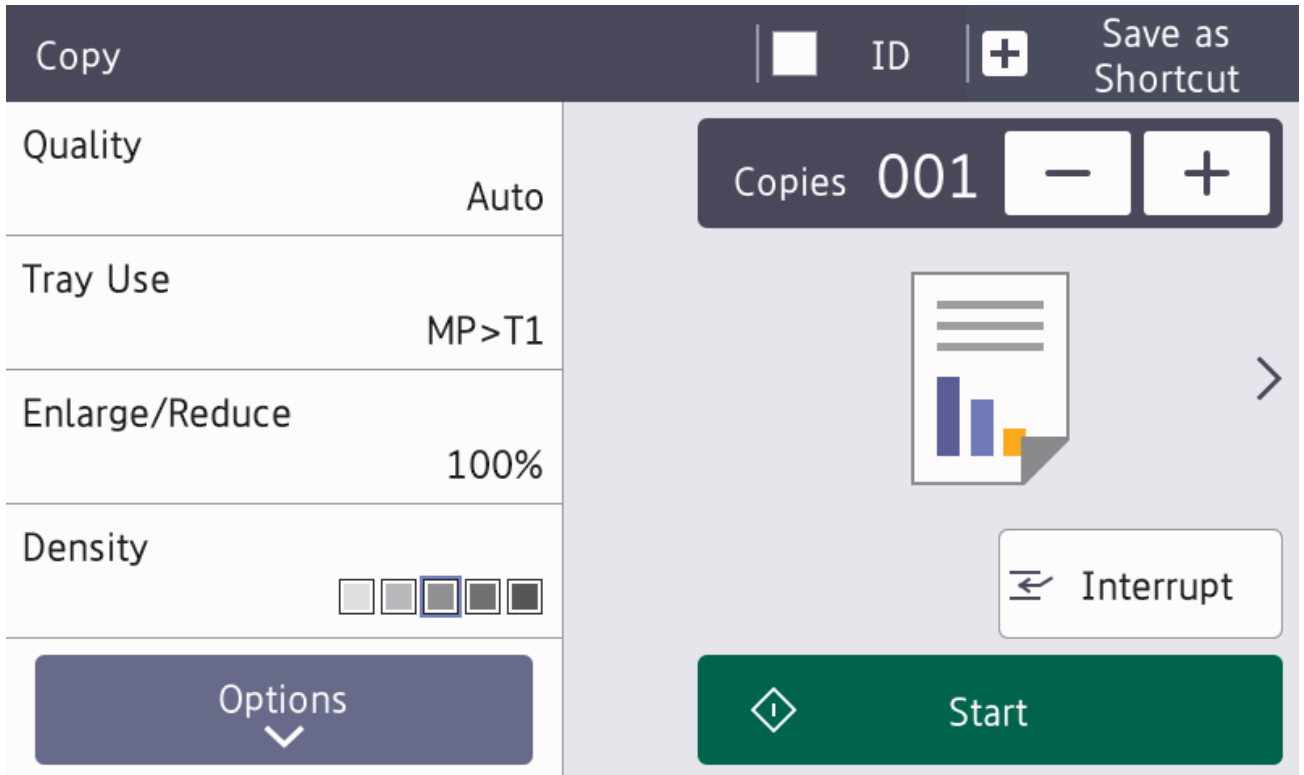 Copy
ID
Save as
Shortcut
Quality
Auto
Tray Use
MP>T1
Enlarge/Reduce
100%
Density
Options
Copies 001
Interrupt
Start